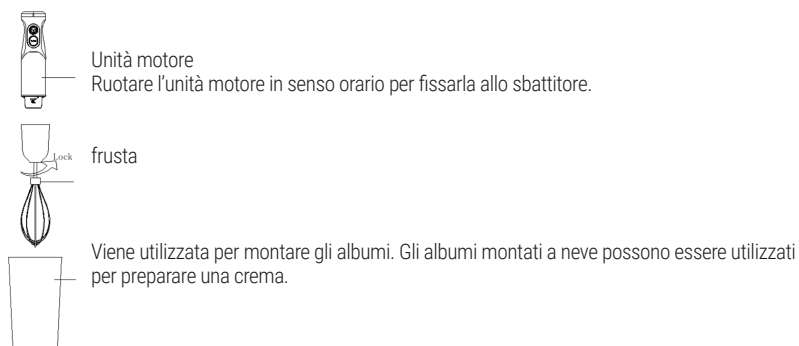 Unità motore
Ruotare l'unità motore in senso orario per fissarla allo sbattitore.
Lock
frusta
Viene utilizzata per montare gli albumi. Gli albumi montati a neve possono essere utilizzati
per preparare una crema.